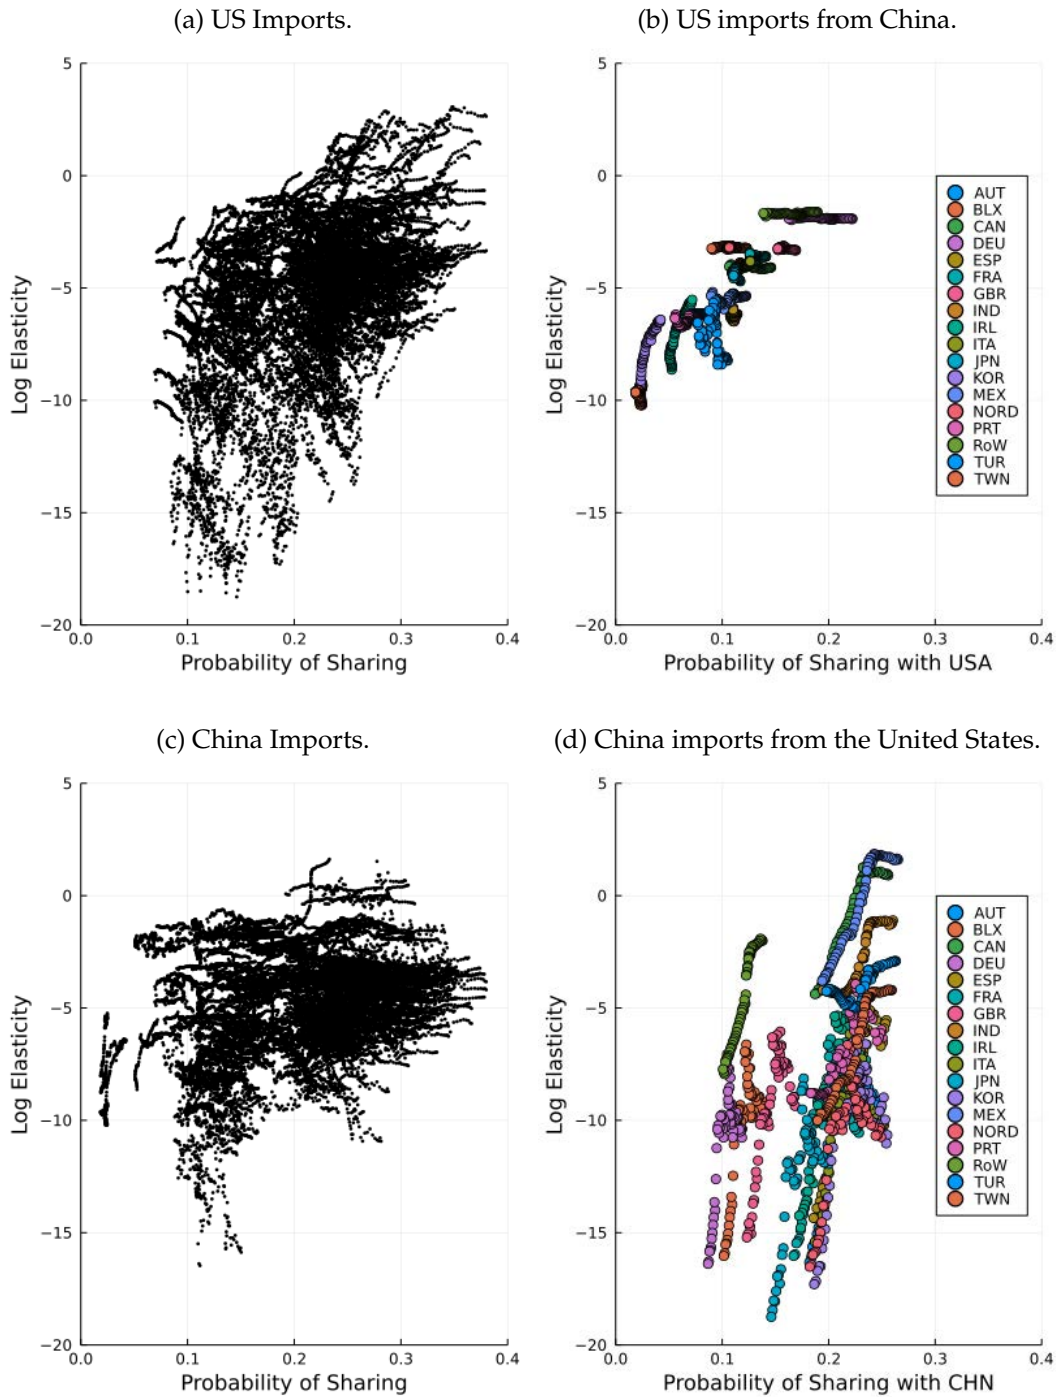 (a) US Imports.
5
0
−5
−10
−15
−20
0.0 0.1 0.2 0.3 0.4
Log Elasticity
Probability of Sharing
(b) US imports from China.
5
0
−5
−10
−15
−20
0.0 0.1 0.2 0.3 0.4
Log Elasticity
Probability of Sharing with USA
AUT
BLX
CAN
DEU
ESP
FRA
GBR
IND
IRL
ITA
JPN
KOR
MEX
NORD
PRT
RoW
TUR
TWN
(c) China Imports.
5
0
−5
−10
−15
−20
0.0 0.1 0.2 0.3 0.4
Log Elasticity
Probability of Sharing
(d) China imports from the United States.
5
0
−5
−10
−15
−20
0.0 0.1 0.2 0.3 0.4
Log Elasticity
Probability of Sharing with CHN
AUT
BLX
CAN
DEU
ESP
FRA
GBR
IND
IRL
ITA
JPN
KOR
MEX
NORD
PRT
RoW
TUR
TWN